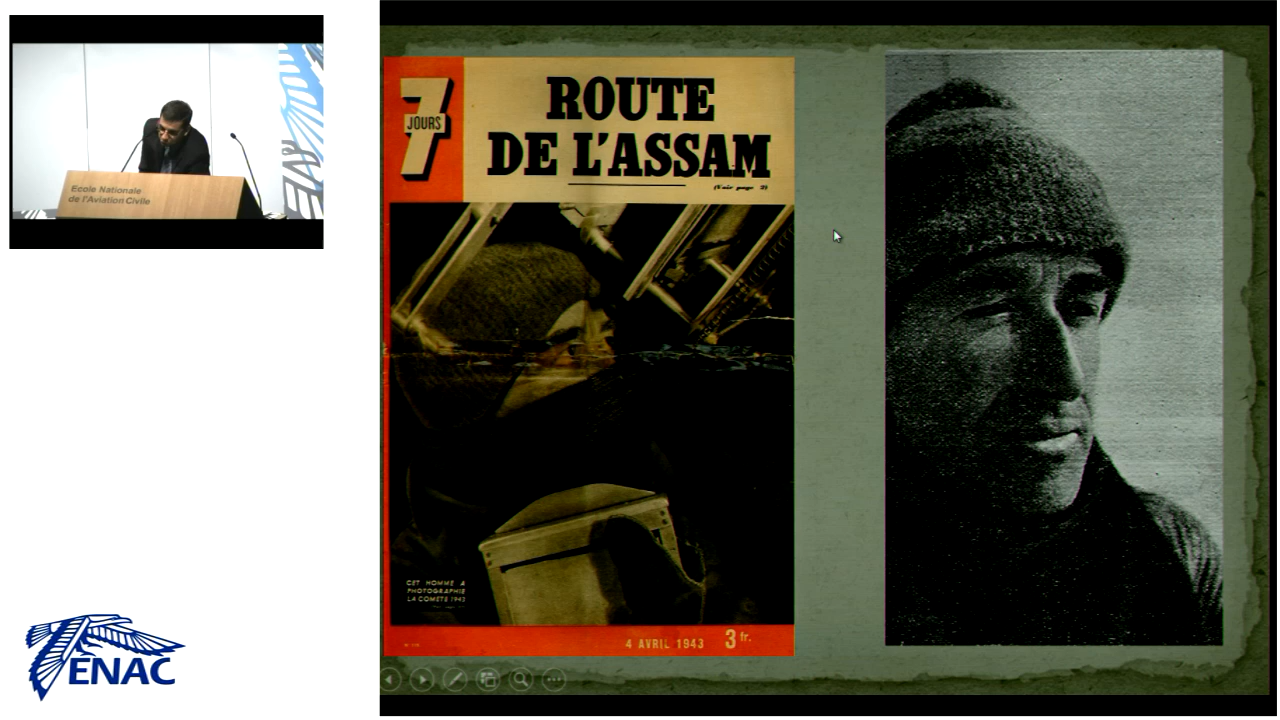 Ecole Nationale
de l'Aviation Civile
7
JOURS
ROUTE
DE L'ASSAM
(Voir page 3)
CET HOMME A
PHOTOGRAPHIÉ
LA COMÈTE 1943
4 AVRIL 1943 3 fr.
ENAC